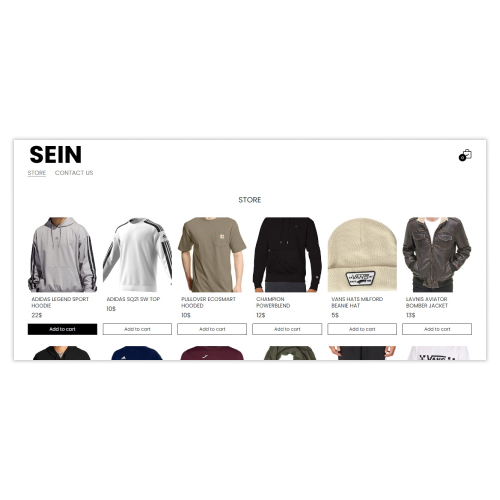 SEIN
0
STORE CONTACT US
STORE
ADIDAS LEGEND SPORT
HOODIE
22$
Add to cart
ADIDAS SQ21 SW TOP
10$
Add to cart
PULLOVER ECOSMART
HOODED
10$
Add to cart
CHAMPION
POWERBLEND
12$
Add to cart
VANS HATS MILFORD
BEANIE HAT
5$
Add to cart
LAVNIS AVIATOR
BOMBER JACKET
13$
Add to cart
VANS